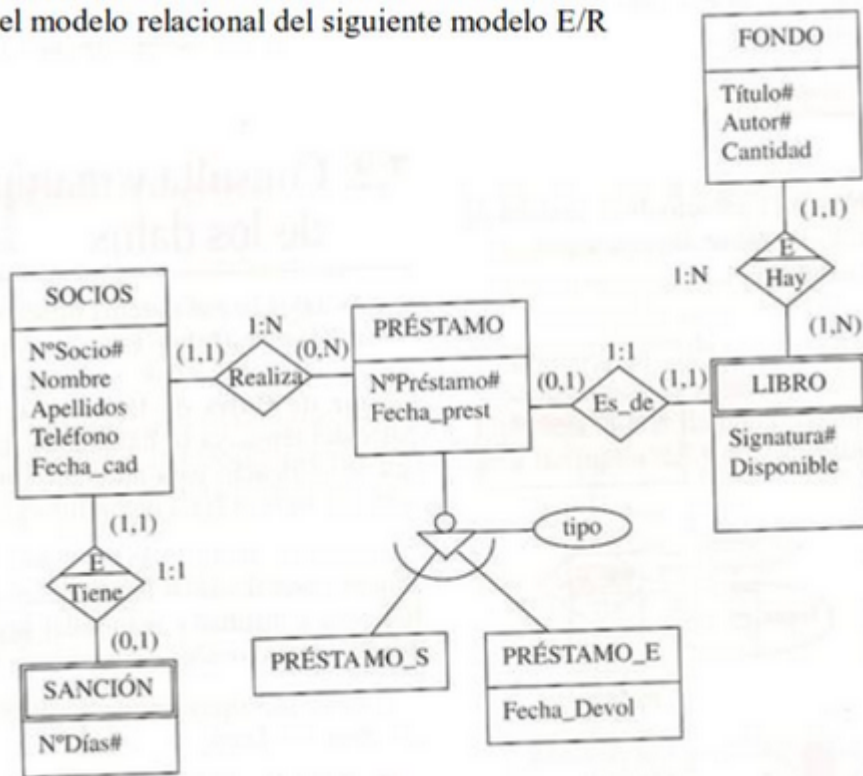 el modelo relacional del siguiente modelo E/R
FONDO
Título#
Autor#
Cantidad
(1,1)
E
Hay
1:N
(1,N)
SOCIOS
NºSocio#
Nombre
Apellidos
Teléfono
Fecha_cad
(1,1)
1:N
Realiza
(0,N)
PRÉSTAMO
NºPréstamo#
Fecha_prest
(0,1)
1:1
Es_de
(1,1)
LIBRO
Signatura#
Disponible
(1,1)
E
Tiene
1:1
(0,1)
SANCIÓN
NºDías#
tipo
PRÉSTAMO_S
PRÉSTAMO_E
Fecha_Devol